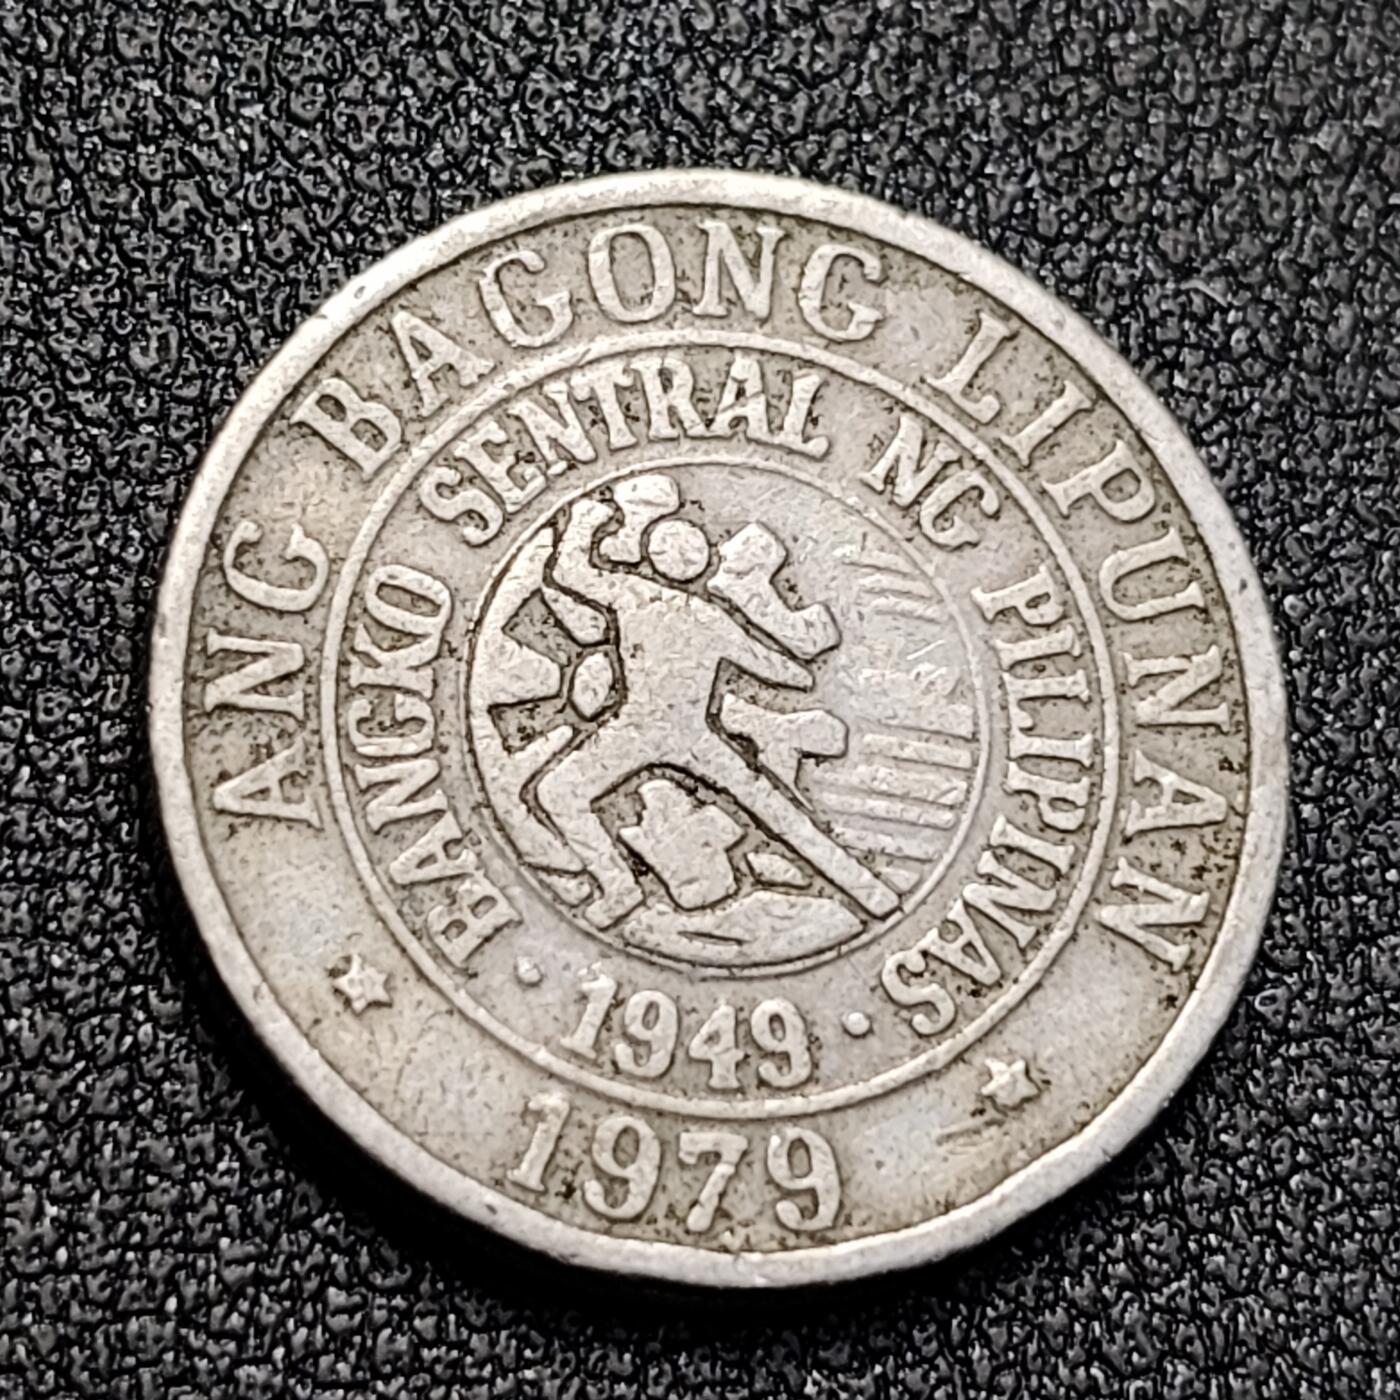 ANG BAGONG LIPUNAN
BANGKO SENTRAL NG PILIPINAS
· 1949 ·
1979